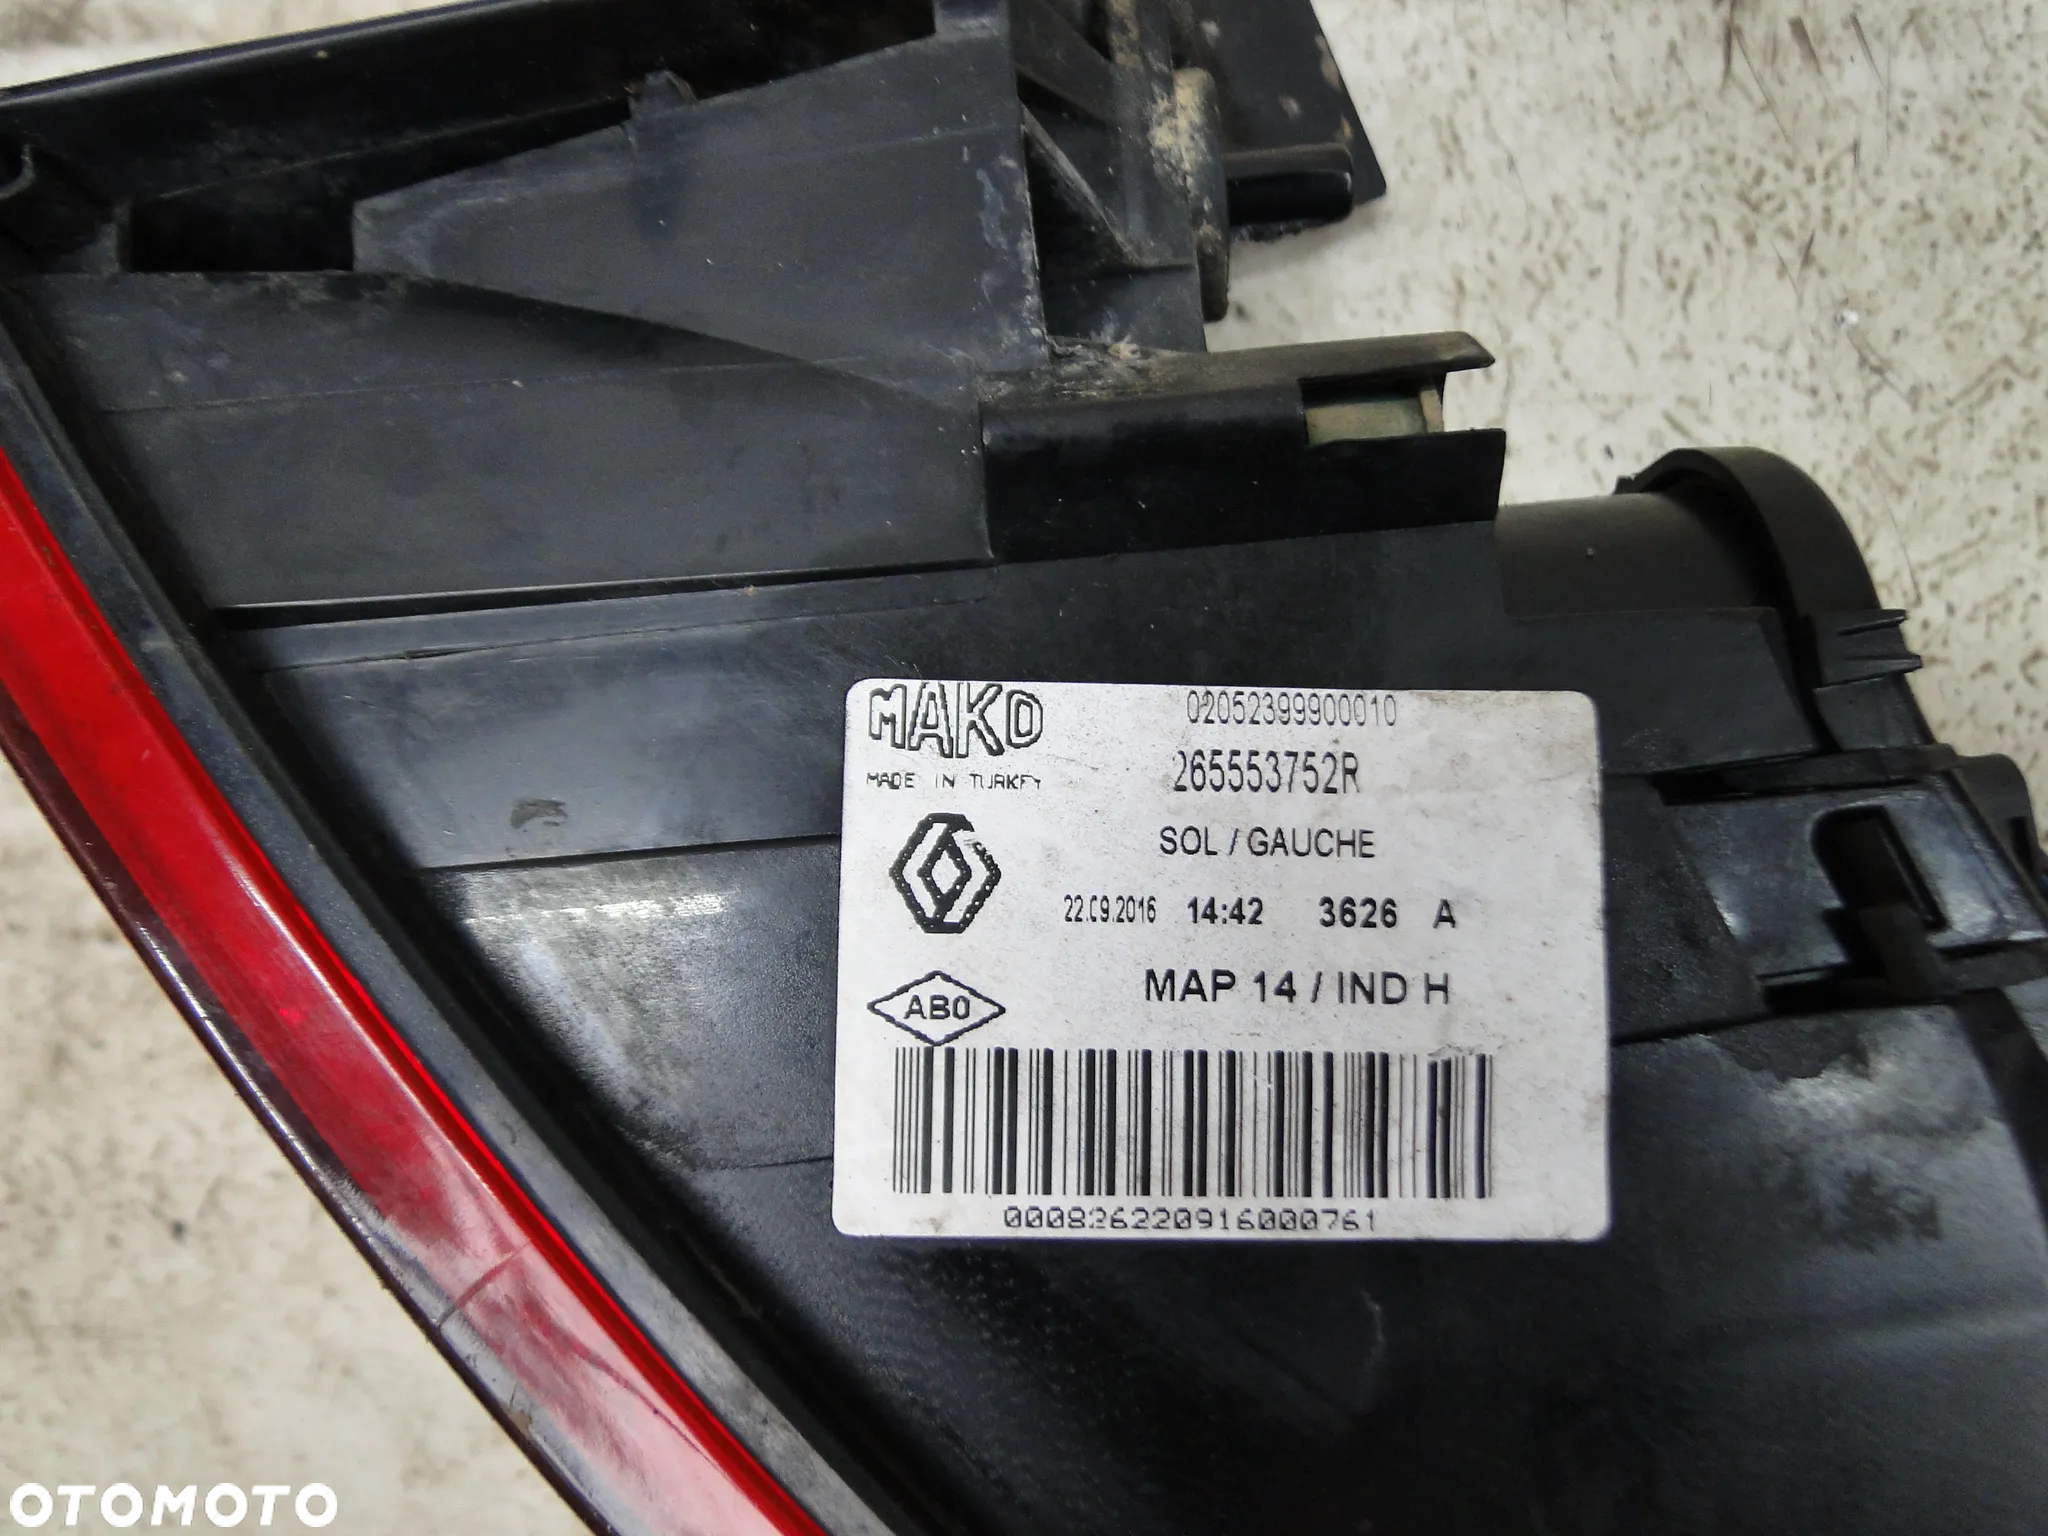 MAKO
MADE IN TURKEY
02052399900010
265553752R
SOL / GAUCHE
22.09.2016 14:42 3626 A
MAP 14 / IND H
ABO
000826220916000761
OTOMOTO